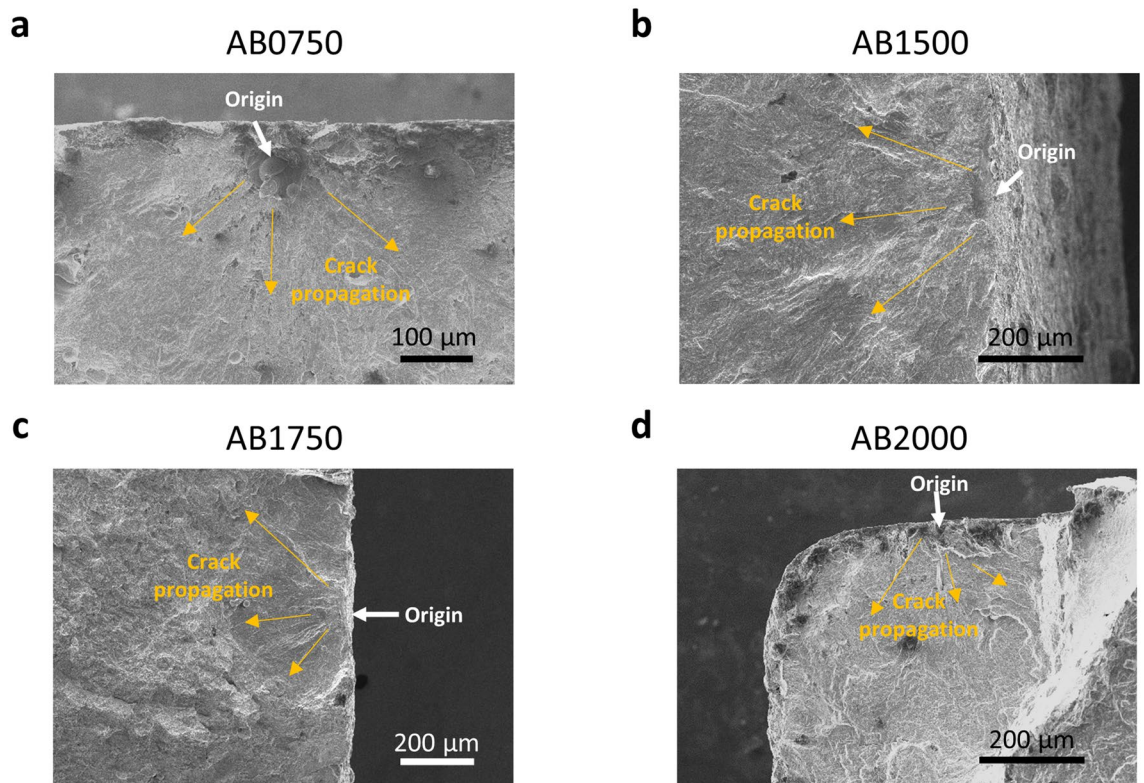 a
AB0750
Origin
Crack
propagation
100 µm
b
AB1500
Origin
Crack
propagation
200 µm
c
AB1750
Crack
propagation
Origin
200 µm
d
AB2000
Origin
Crack
propagation
200 µm